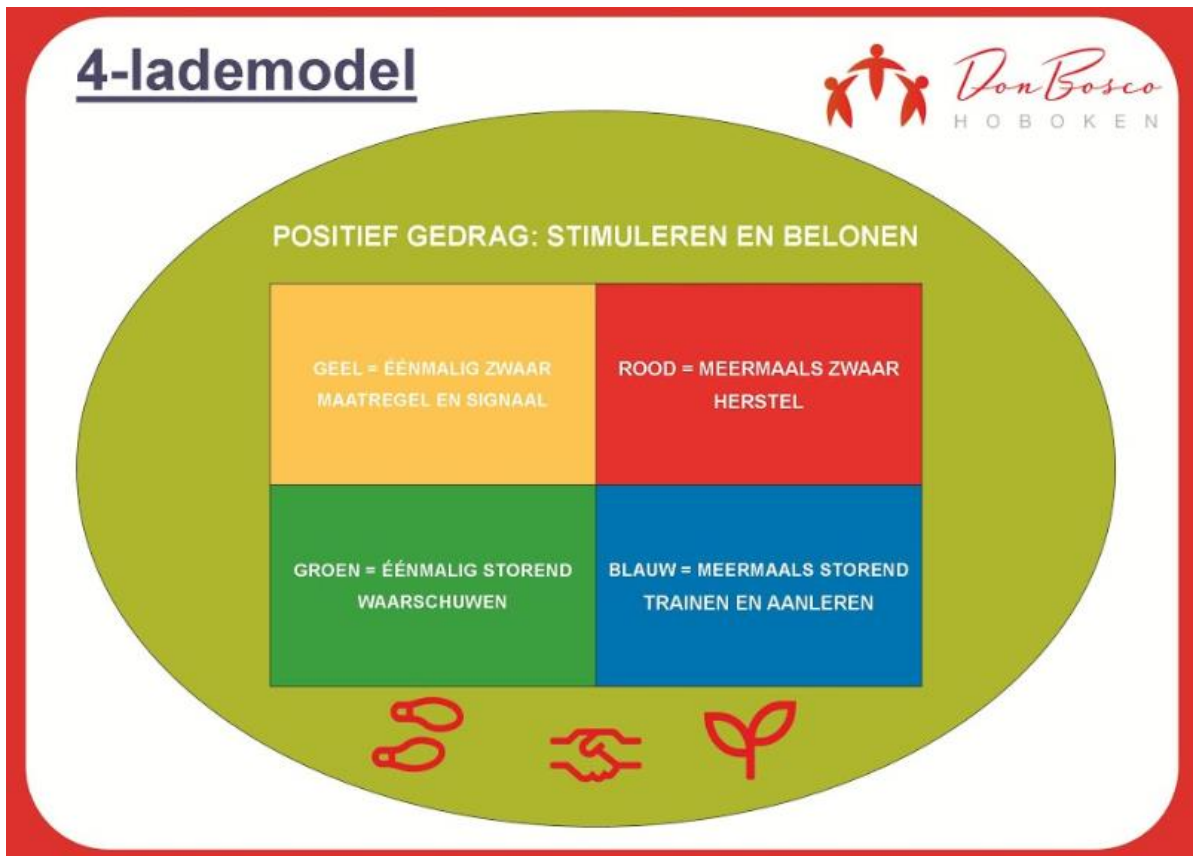 4-lademodel
Don Bosco
HOBOKEN
POSITIEF GEDRAG: STIMULEREN EN BELONEN
GEEL = ÉÉNMALIG ZWAAR
MAATREGEL EN SIGNAAL
ROOD = MEERMAALS ZWAAR
HERSTEL
GROEN = ÉÉNMALIG STOREND
WAARSCHUWEN
BLAUW = MEERMAALS STOREND
TRAINEN EN AANLEREN